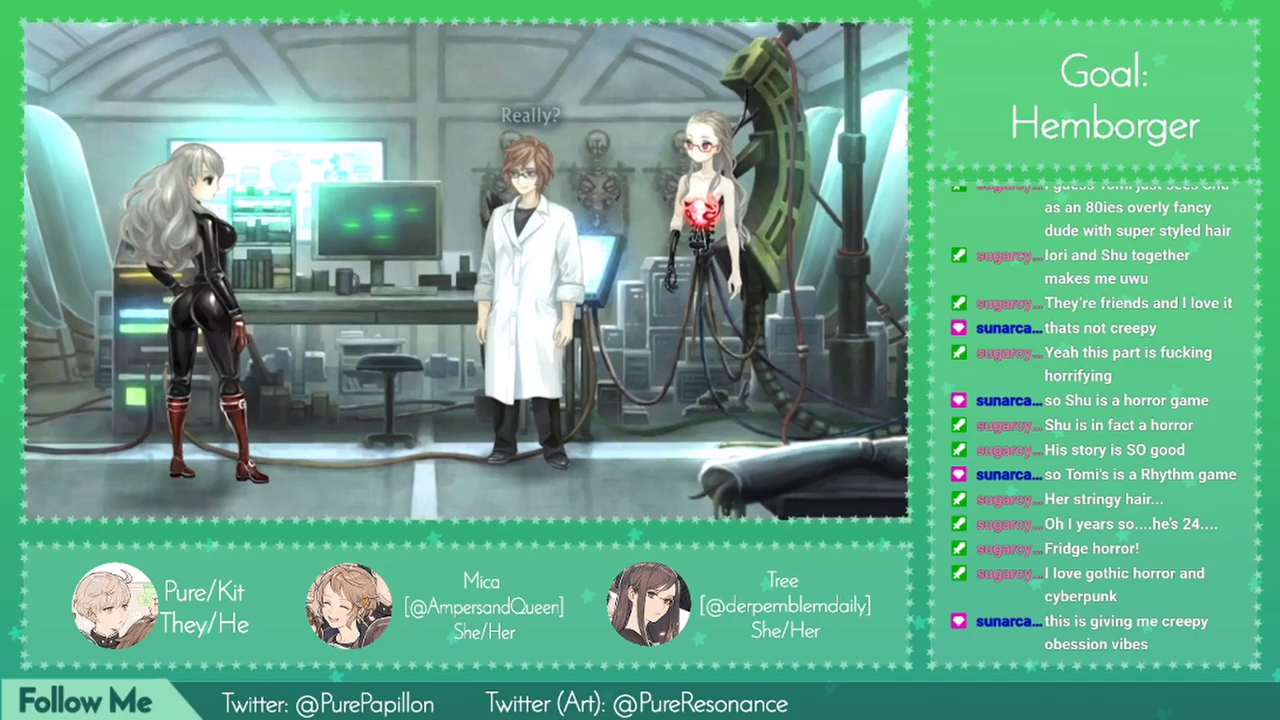 Really?
Goal:
Hemborger
sugarcy... I guess Tomi just sees Shu
as an 80ies overly fancy
dude with super styled hair
sugarcy... Iori and Shu together
makes me uwu
sugarcy... They're friends and I love it
sunarca... thats not creepy
sugarcy... Yeah this part is fucking
horrifying
sunarca... so Shu is a horror game
sugarcy... Shu is in fact a horror
sugarcy... His story is SO good
sunarca... so Tomi's is a Rhythm game
sugarcy... Her stringy hair...
sugarcy... Oh I years so....he's 24....
sugarcy... Fridge horror!
sugarcy... I love gothic horror and
cyberpunk
sunarca... this is giving me creepy
obession vibes
Pure/Kit
They/He
Mica
[@AmpersandQueen]
She/Her
Tree
[@derpemblemdaily]
She/Her
Follow Me
Twitter: @PurePapillon
Twitter (Art): @PureResonance